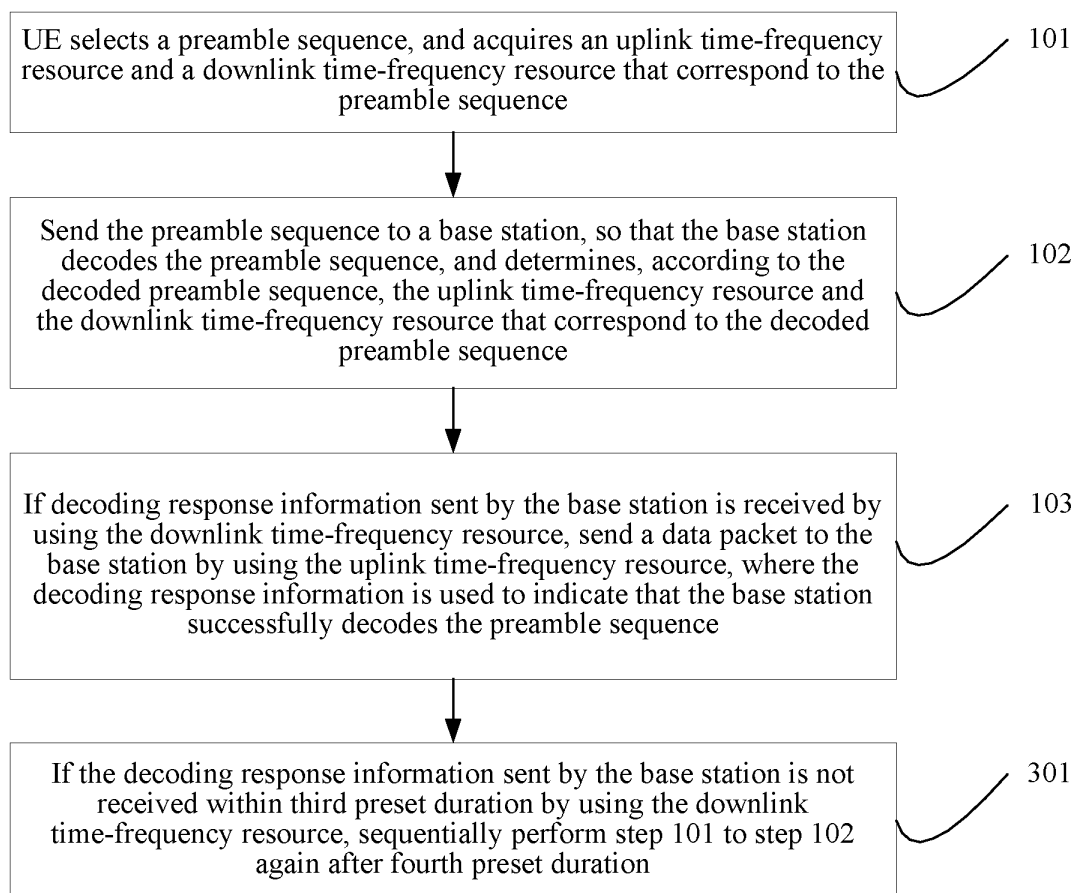 UE selects a preamble sequence, and acquires an uplink time-frequency
resource and a downlink time-frequency resource that correspond to the
preamble sequence
101
Send the preamble sequence to a base station, so that the base station
decodes the preamble sequence, and determines, according to the
decoded preamble sequence, the uplink time-frequency resource and
the downlink time-frequency resource that correspond to the decoded
preamble sequence
102
If decoding response information sent by the base station is received by
using the downlink time-frequency resource, send a data packet to the
base station by using the uplink time-frequency resource, where the
decoding response information is used to indicate that the base station
successfully decodes the preamble sequence
103
If the decoding response information sent by the base station is not
received within third preset duration by using the downlink
time-frequency resource, sequentially perform step 101 to step 102
again after fourth preset duration
301